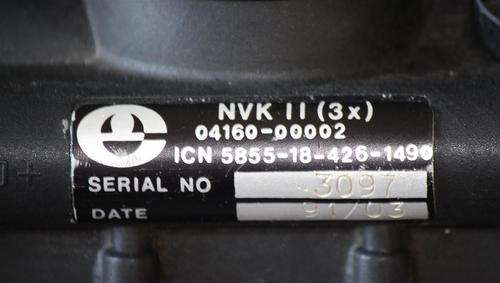 NVK II (3x)
04160-00002
ICN 5855-18-426-1490
SERIAL NO 3097
DATE 91/03